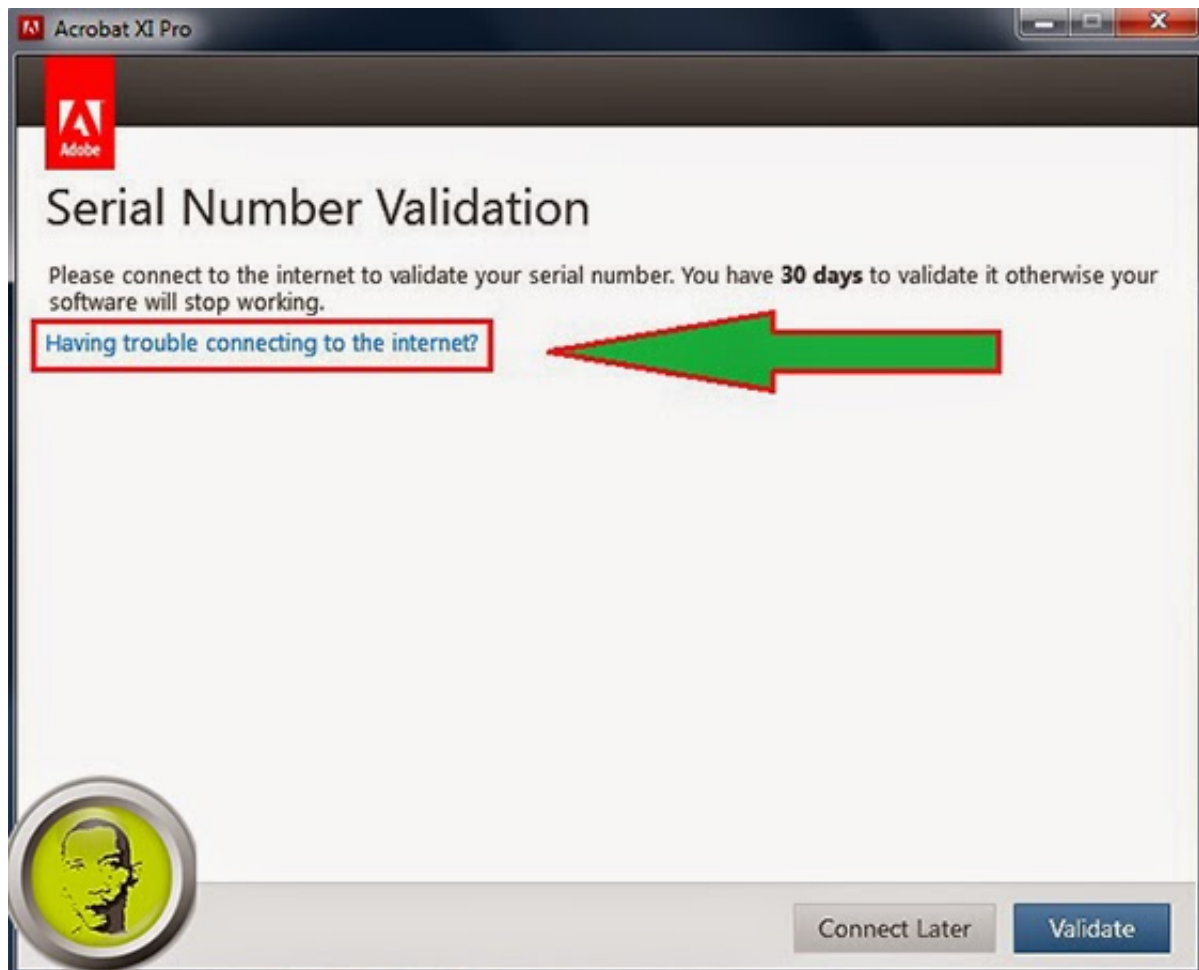 Acrobat XI Pro
Adobe
Serial Number Validation
Please connect to the internet to validate your serial number. You have 30 days to validate it otherwise your
software will stop working.
Having trouble connecting to the internet?
Connect Later
Validate